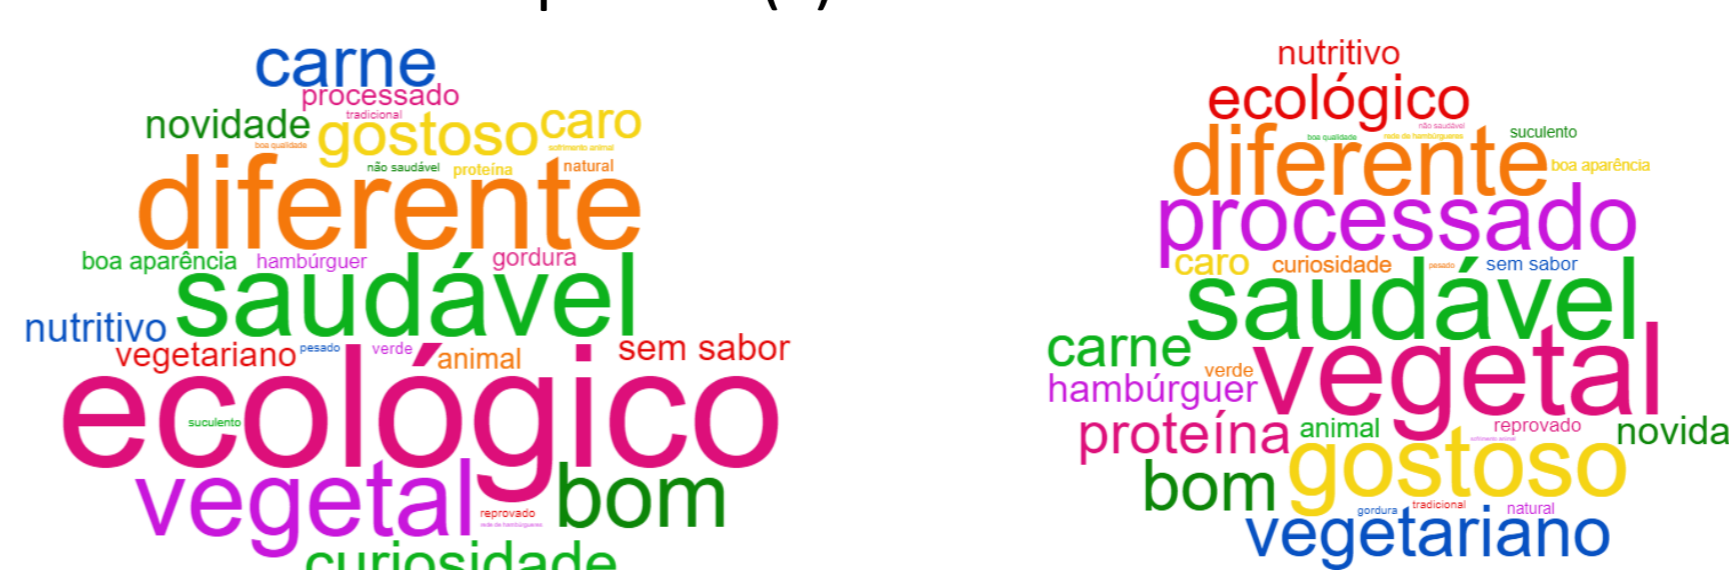 carne
processado
tradicional
novidade gostoso caro
boa qualidade sofrimento animal
não saudável proteína natural
diferente
boa aparência hambúrguer gordura
saudável
nutritivo
vegetariano pesado verde animal sem sabor
ecológico
suculento
vegetal bom
reprovado
rede de hambúrgueres
curiosidade
nutritivo
ecológico
não saudável
boa qualidade rede de hambúrgueres suculento
diferente boa aparência
processado
caro curiosidade pesado sem sabor
saudável
carne
verde vegetal
hambúrguer
proteína animal reprovado novida
sofrimento animal
bom gostoso
gordura tradicional natural
vegetariano